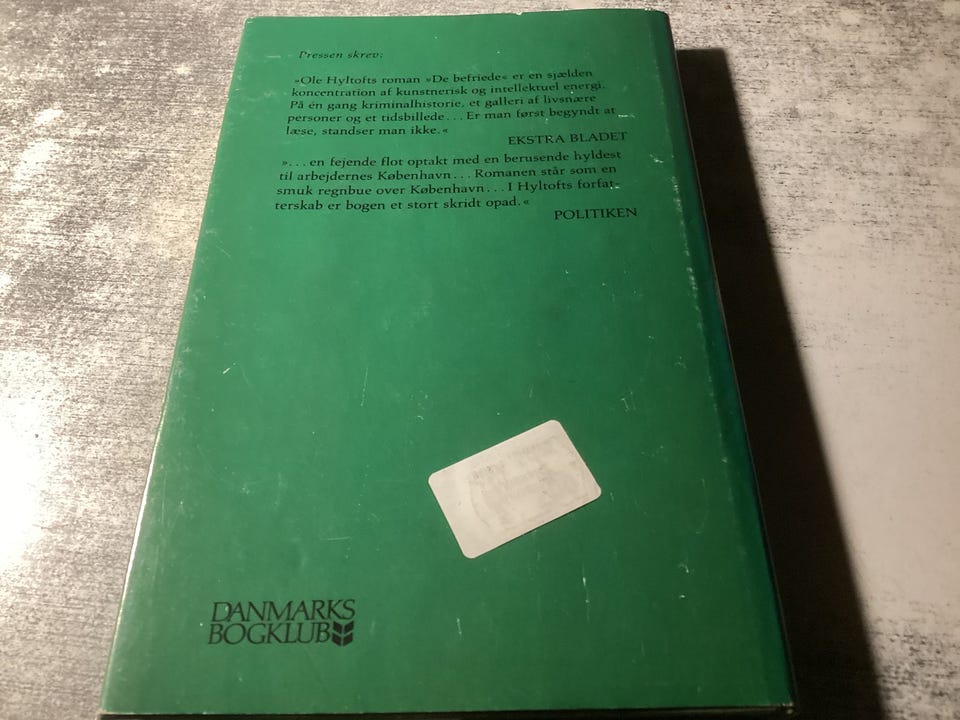 Pressen skrev:
»Ole Hyltofts roman »De befriede« er en sjælden
koncentration af kunstnerisk og intellektuel energi.
På én gang kriminalhistorie, et galleri af livsnære
personer og et tidsbillede... Er man først begyndt at
læse, standser man ikke.«
EKSTRA BLADET
»...en fejende flot optakt med en berusende hyldest
til arbejdernes København... Romanen står som en
smuk regnbue over København... I Hyltofts forfat-
terskab er bogen et stort skridt opad.«
POLITIKEN
DANMARKS
BOGKLUB